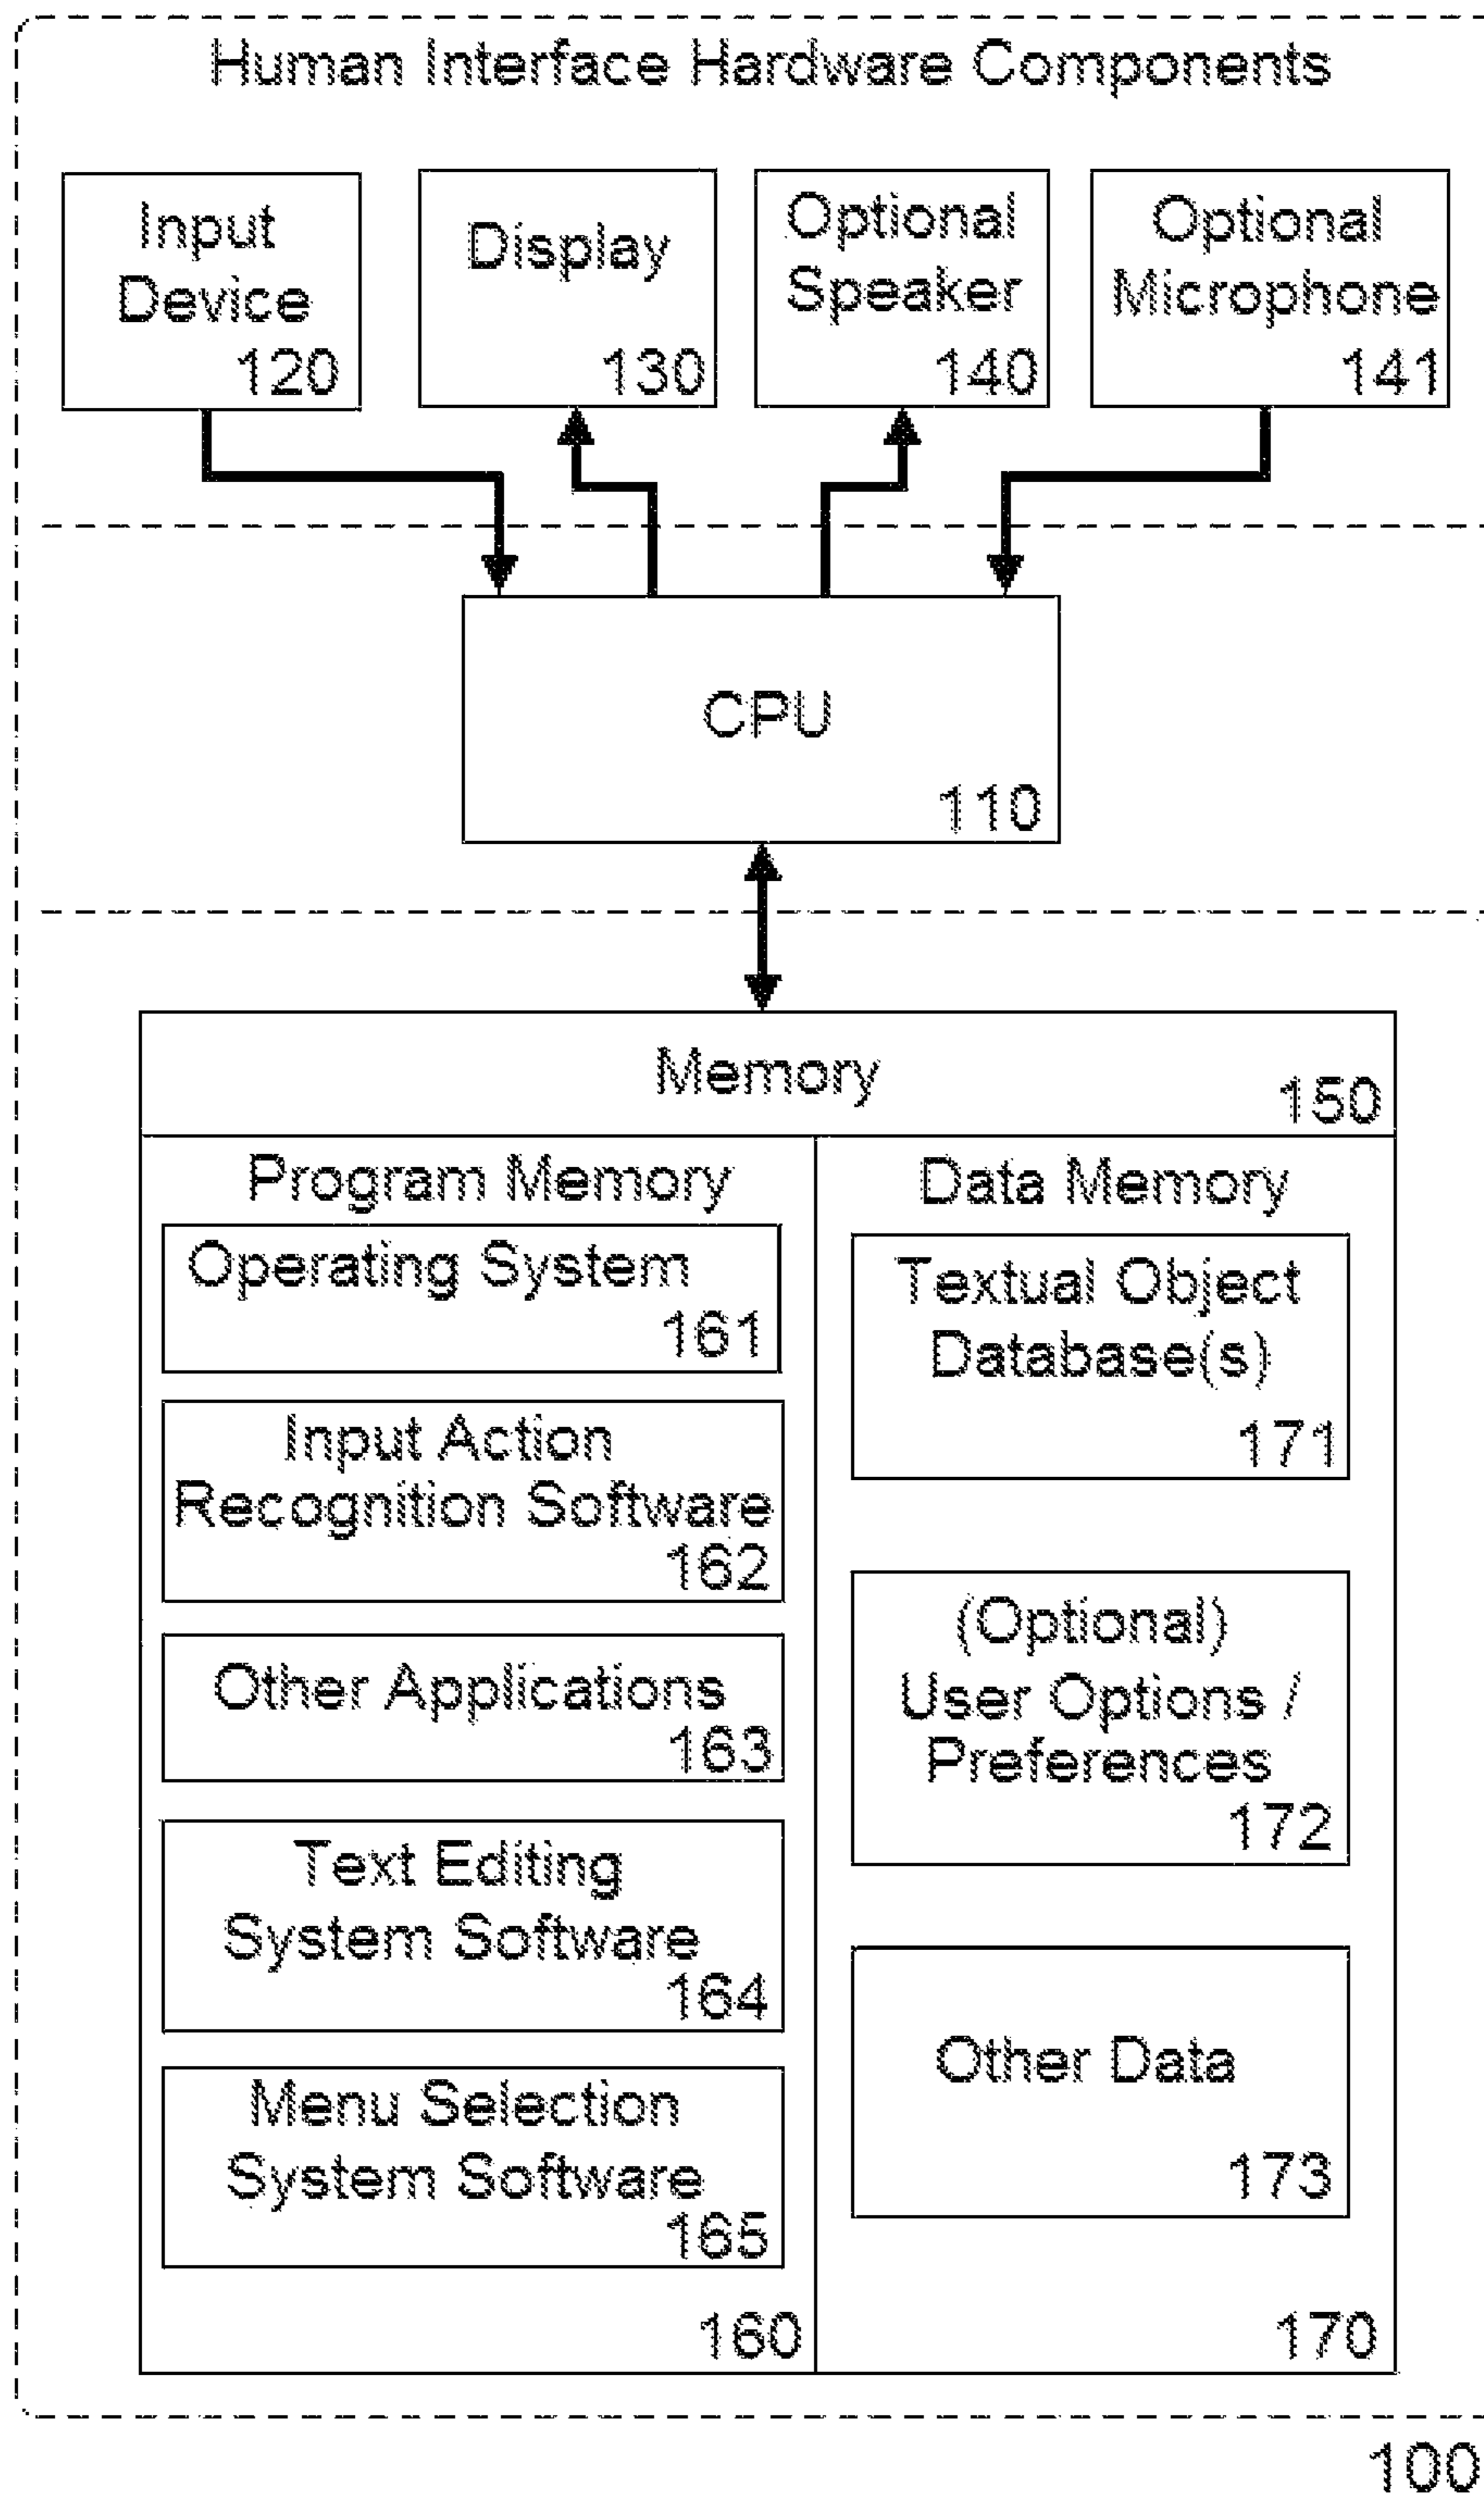 Human Interface Hardware Components
Input
Device
120
Display
130
Optional
Speaker
140
Optional
Microphone
141
CPU
110
Memory
150
Program Memory
Operating System
161
Input Action
Recognition Software
162
Other Applications
163
Text Editing
System Software
164
Menu Selection
System Software
165
160
Data Memory
Textual Object
Database(s)
171
(Optional)
User Options /
Preferences
172
Other Data
173
170
100